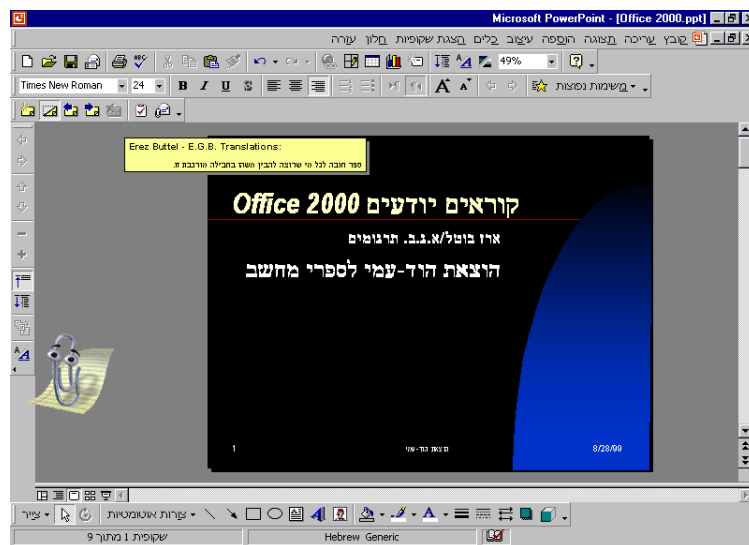 Microsoft PowerPoint - [Office 2000.ppt]
קובץ עריכה תצוגה הוספה עיצוב כלים הצגת שקופיות חלון עזרה
49%
Times New Roman 24 B I U S A A משימות נפוצות
Erez Buttel - E.G.B. Translations:
ספר חובה לכל מי שרוצה להבין משהו בחבילה מורכבת זו.
קוראים יודעים Office 2000
ארז בוטל/א.ג.ב. תרגומים
הוצאת הוד-עמי לספרי מחשב
1 הוצאת הוד-עמי 8/28/99
צייר צורות אוטומטיות
שקופית 1 מתוך 9 Hebrew Generic